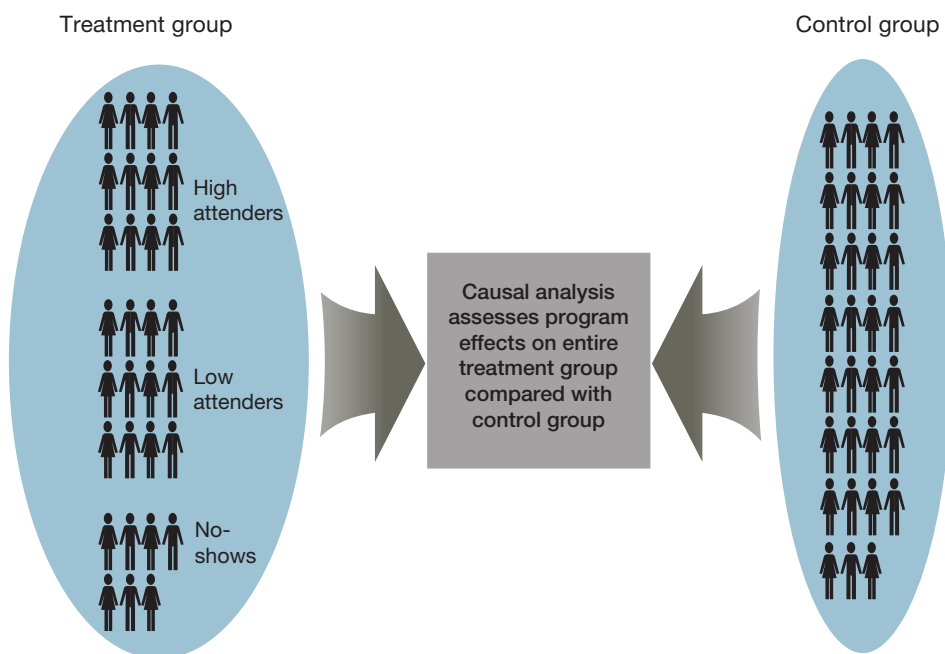 Treatment group
Control group
High
attenders
Low
attenders
No-
shows
Causal analysis
assesses program
effects on entire
treatment group
compared with
control group